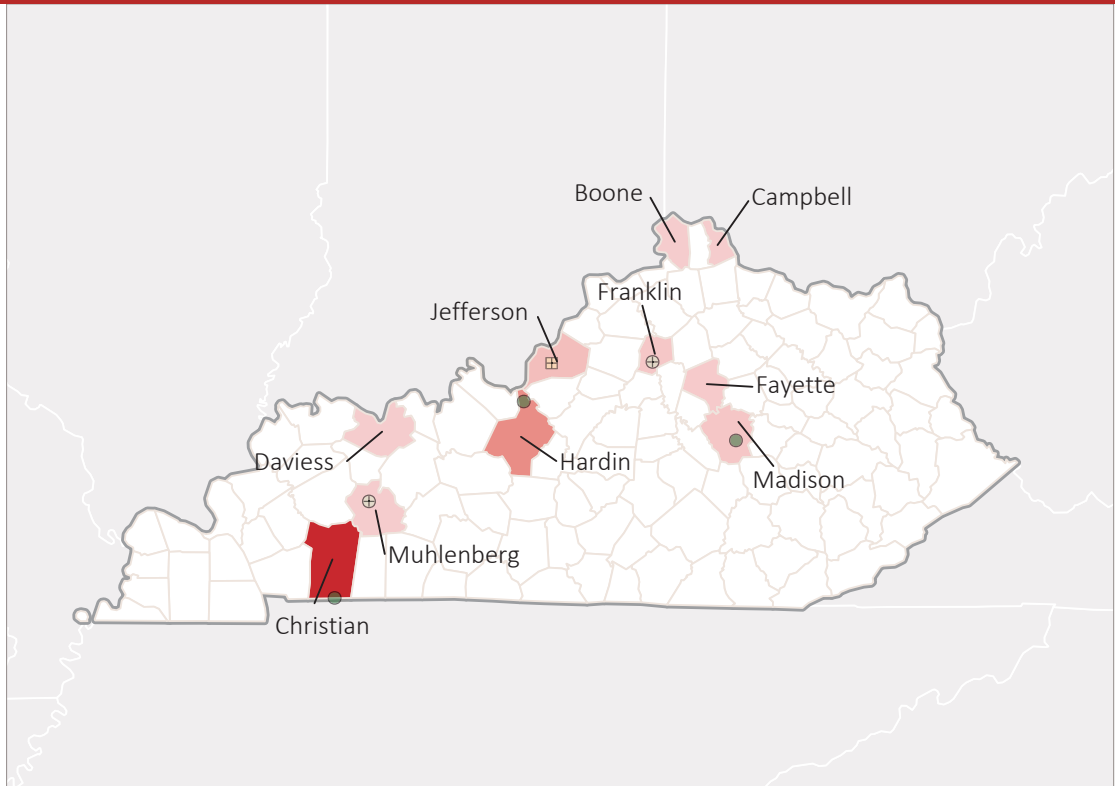 Boone
Campbell
Franklin
Jefferson
Fayette
Daviess
Hardin
Madison
Muhlenberg
Christian